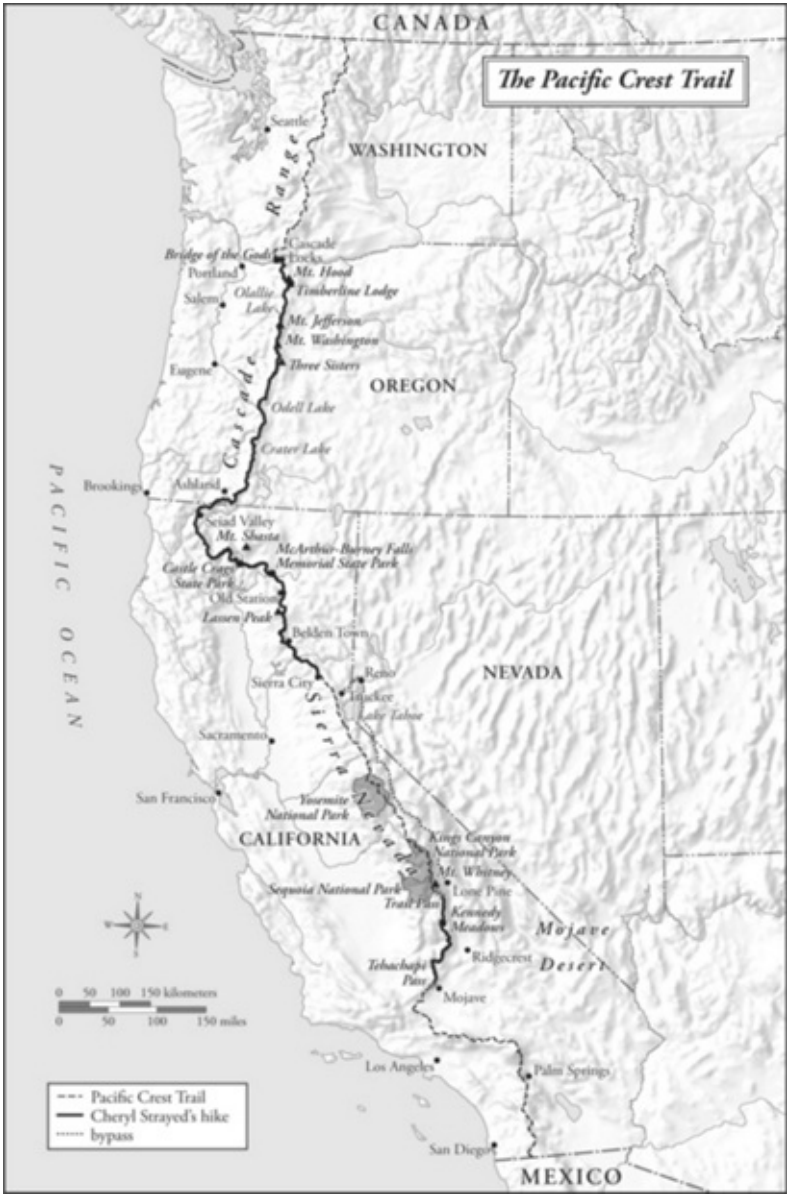 CANADA
The Pacific Crest Trail
Seattle
WASHINGTON
Range
Cascade
Locks
Bridge of the Gods
Portland
Mt. Hood
Timberline Lodge
Olallie
Lake
Salem
Mt. Jefferson
Mt. Washington
Three Sisters
Eugene
OREGON
Cascade
Odell Lake
Crater Lake
Brookings
Ashland
PACIFIC OCEAN
Seiad Valley
Mt. Shasta
McArthur-Burney Falls
Memorial State Park
Castle Crags
State Park
Old Station
Lassen Peak
Belden Town
NEVADA
Sierra City
Reno
Truckee
Lake Tahoe
Sierra Nevada
Sacramento
San Francisco
Yosemite
National Park
CALIFORNIA
Kings Canyon
National Park
Mt. Whitney
Sequoia National Park
Lone Pine
Trail Pass
Kennedy
Meadows
Mojave
Desert
Ridgecrest
Tehachapi
Pass
Mojave
N
W E
S
0 50 100 150 kilometers
0 50 100 150 miles
Los Angeles
Palm Springs
Pacific Crest Trail
Cheryl Strayed's hike
bypass
San Diego
MEXICO